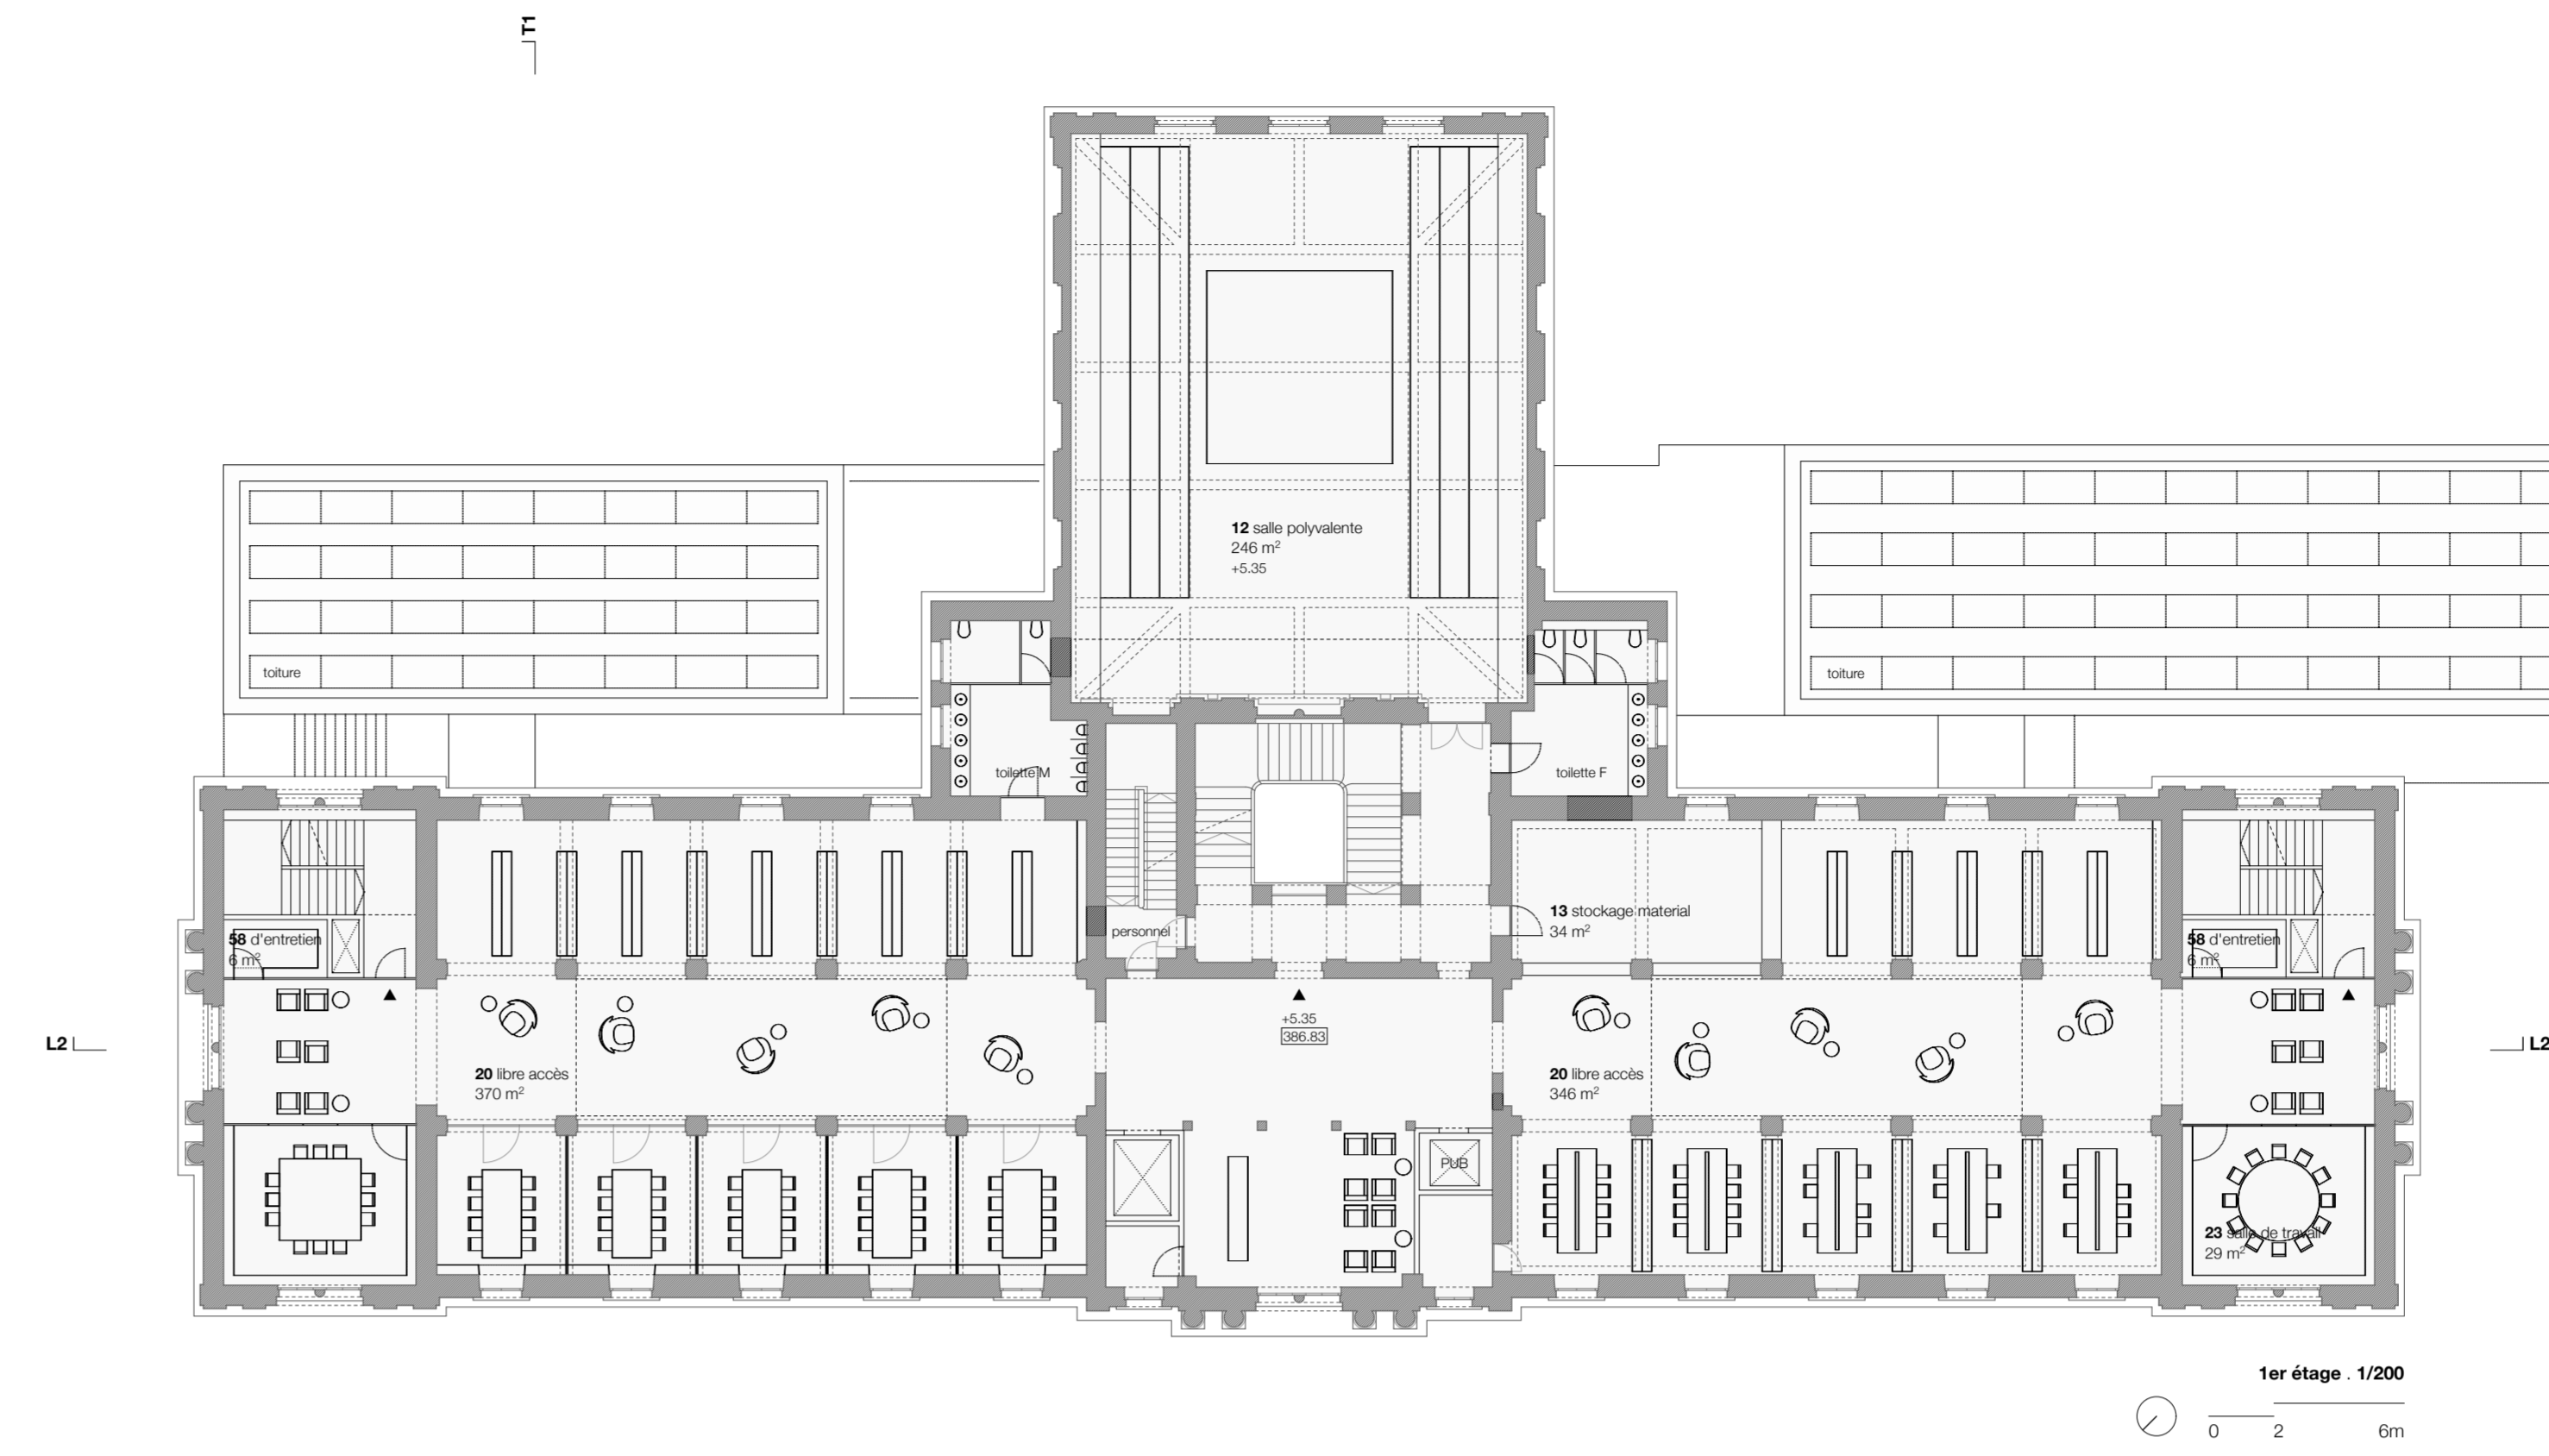 T1
12 salle polyvalente
246 m²
+5.35
toiture
toiture
toilette M
toilette F
58 d'entretien
6 m²
personnel
13 stockage material
34 m²
58 d'entretien
6 m²
L2
+5.35
386.83
L2
20 libre accès
370 m²
20 libre accès
346 m²
PUB
23 salle de travail
29 m²
1er étage . 1/200
0 2 6m